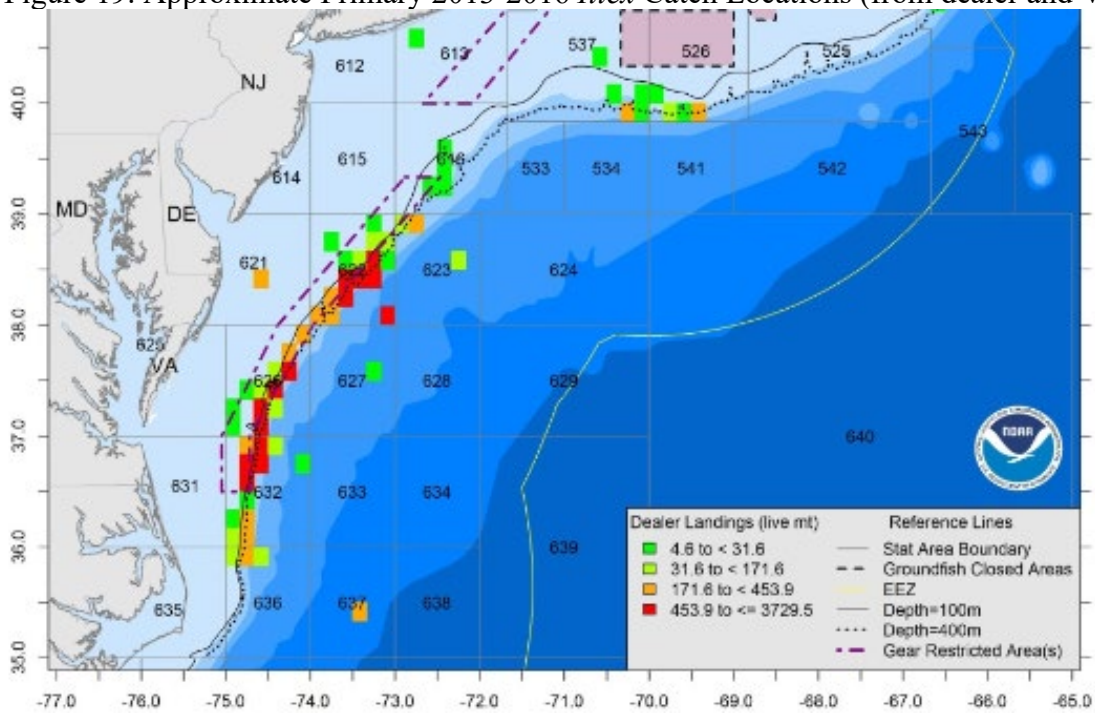 Figure 19. Approximate Primary 2013-2016 Illex Catch Locations (from dealer and
612
613
537
526
525
NJ
40.0
543
615
616
614
533
534
541
542
MD
DE
39.0
621
622
623
624
38.0
625
VA
626
627
628
629
37.0
640
631
632
633
634
NOAA
36.0
639
635
636
637
638
35.0
Dealer Landings (live mt)
4.6 to < 31.6
31.6 to < 171.6
171.6 to < 453.9
453.9 to <= 3729.5
Reference Lines
Stat Area Boundary
Groundfish Closed Areas
EEZ
Depth=100m
Depth=400m
Gear Restricted Area(s)
-77.0 -76.0 -75.0 -74.0 -73.0 -72.0 -71.0 -70.0 -69.0 -68.0 -67.0 -66.0 -65.0